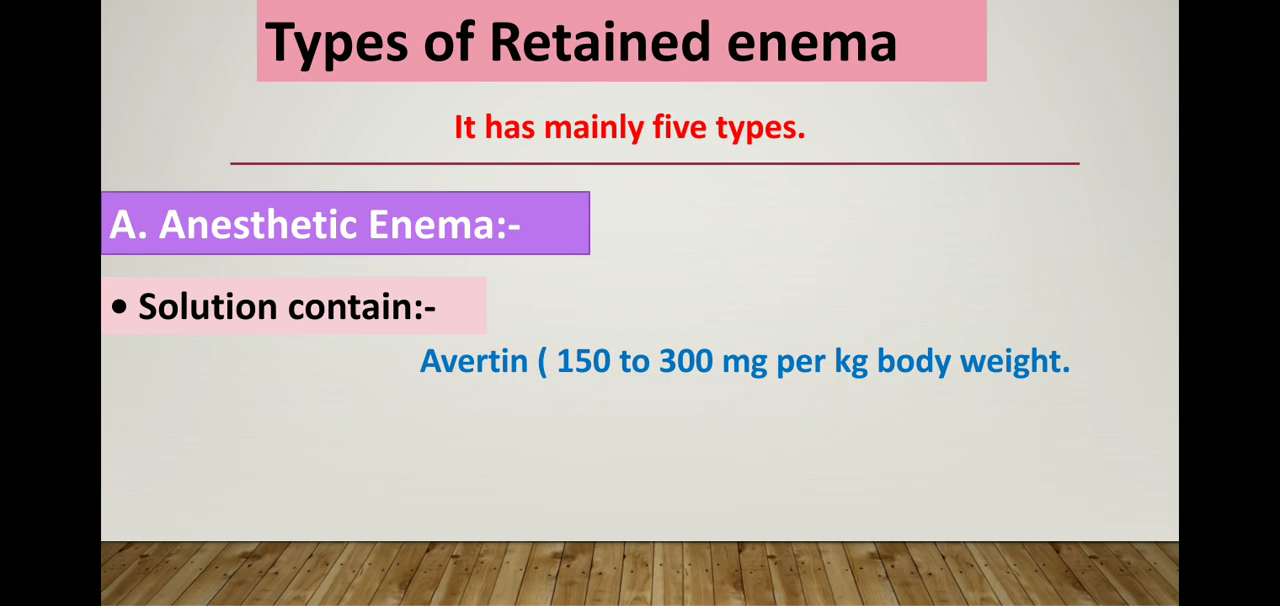 Types of Retained enema
It has mainly five types.
A. Anesthetic Enema:-
• Solution contain:-
Avertin ( 150 to 300 mg per kg body weight.